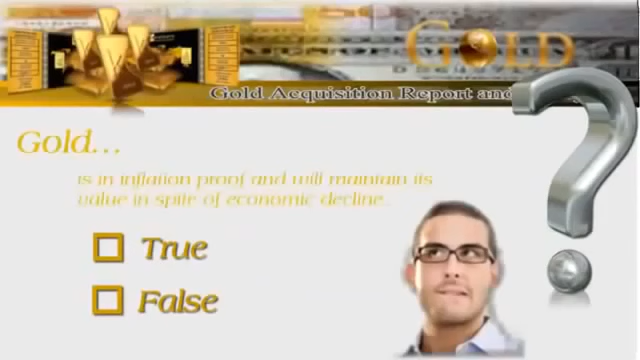 GOLD
Gold Acquisition Report and
Gold...
is in inflation proof and will maintain its
value in spite of economic decline.
True
False